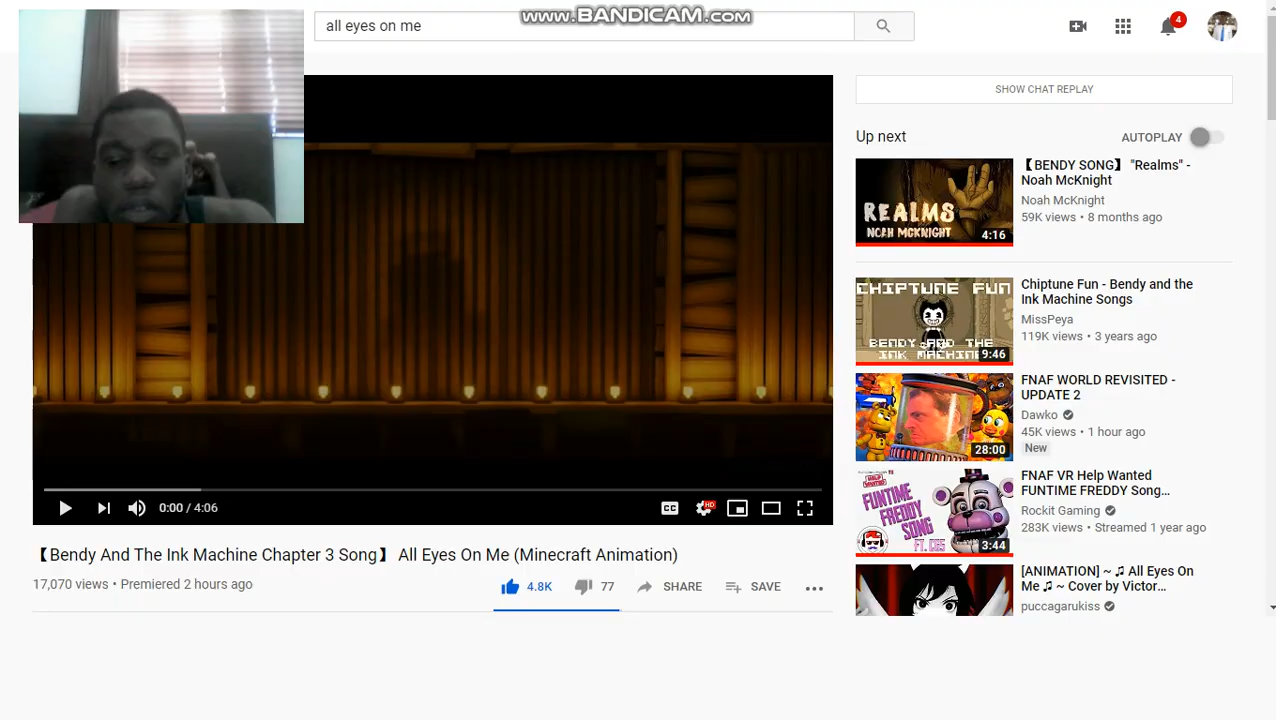 www.BANDICAM.com
all eyes on me
4
SHOW CHAT REPLAY
Up next
AUTOPLAY
REALMS
NOAH MCKNIGHT
4:16
【BENDY SONG】 "Realms" -
Noah McKnight
Noah McKnight
59K views • 8 months ago
CHIPTUNE FUN
BENDY AND THE
INK MACHINE
9:46
Chiptune Fun - Bendy and the
Ink Machine Songs
MissPeya
119K views • 3 years ago
28:00
FNAF WORLD REVISITED -
UPDATE 2
Dawko
45K views • 1 hour ago
New
HELP WANTED
FUNTIME
FREDDY
SONG
FT. CG5
3:44
FNAF VR Help Wanted
FUNTIME FREDDY Song...
Rockit Gaming
283K views • Streamed 1 year ago
[ANIMATION] ~ ♫ All Eyes On
Me ♫ ~ Cover by Victor...
puccagarukiss
0:00 / 4:06
CC
HD
【Bendy And The Ink Machine Chapter 3 Song】 All Eyes On Me (Minecraft Animation)
17,070 views • Premiered 2 hours ago
4.8K
77
SHARE
SAVE